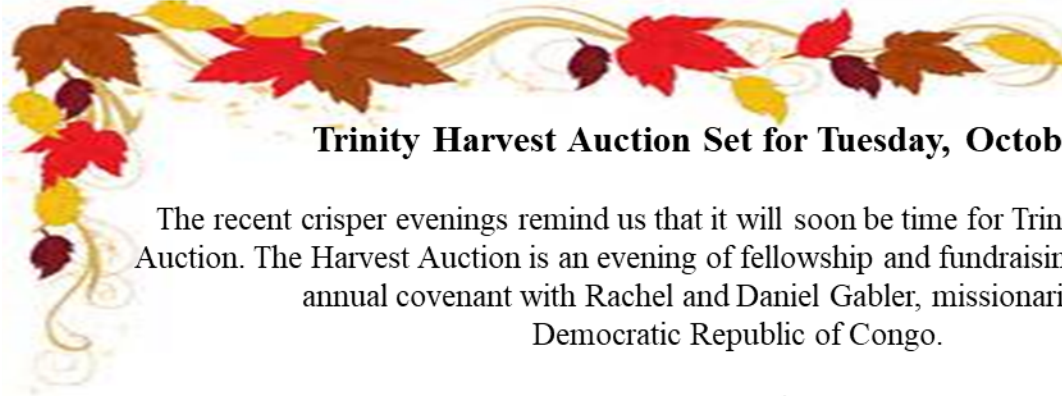 Trinity Harvest Auction Set for Tuesday, Octob
The recent crisper evenings remind us that it will soon be time for Trin
Auction. The Harvest Auction is an evening of fellowship and fundraisin
annual covenant with Rachel and Daniel Gabler, missionari
Democratic Republic of Congo.